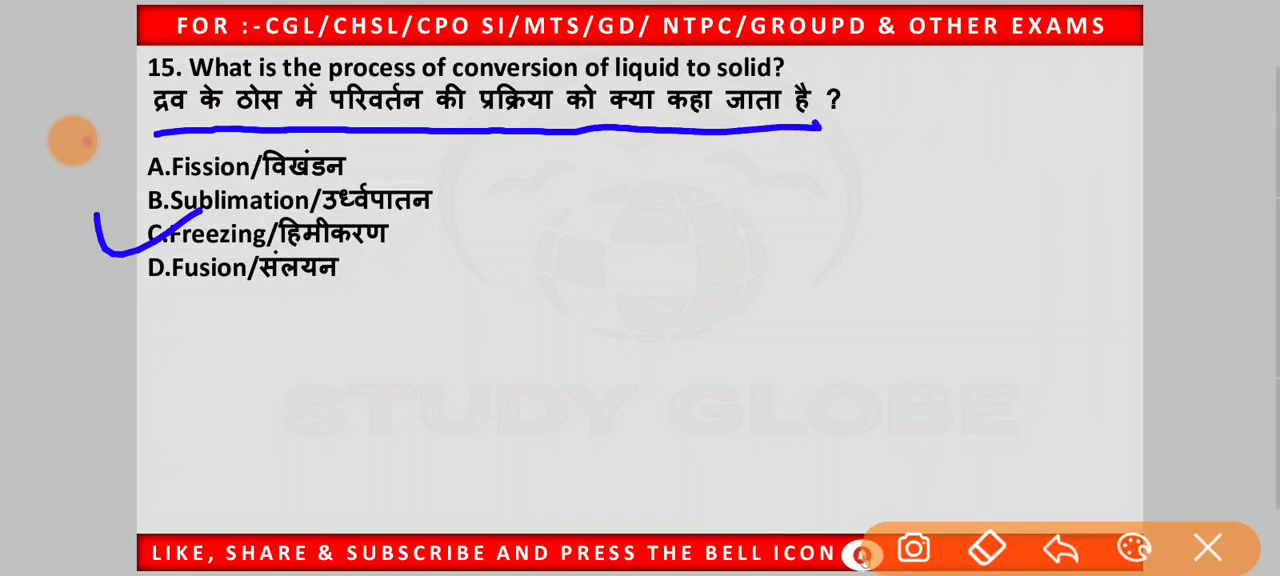 FOR :-CGL/CHSL/CPO SI/MTS/GD/ NTPC/GROUPD & OTHER EXAMS
15. What is the process of conversion of liquid to solid?
द्रव के ठोस में परिवर्तन की प्रक्रिया को क्या कहा जाता है ?
A.Fission/विखंडन
B.Sublimation/उर्ध्वपातन
C.Freezing/हिमीकरण
D.Fusion/संलयन
STUDY GLOBE
LIKE, SHARE & SUBSCRIBE AND PRESS THE BELL ICON